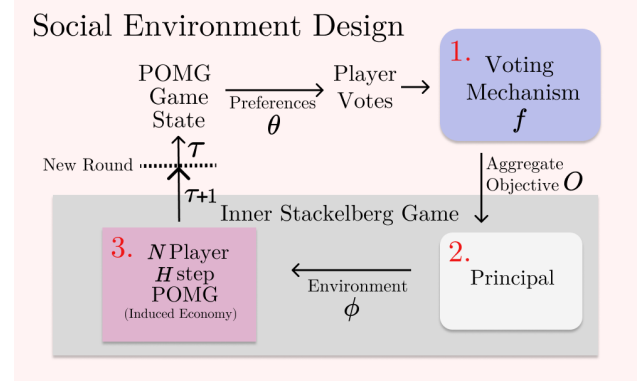 Social Environment Design
POMG
Game
State
Preferences
θ
Player
Votes
1.
Voting
Mechanism
f
τ
New Round
τ+1
Aggregate
Objective O
Inner Stackelberg Game
3.
N Player
H step
POMG
(Induced Economy)
Environment
ϕ
2.
Principal